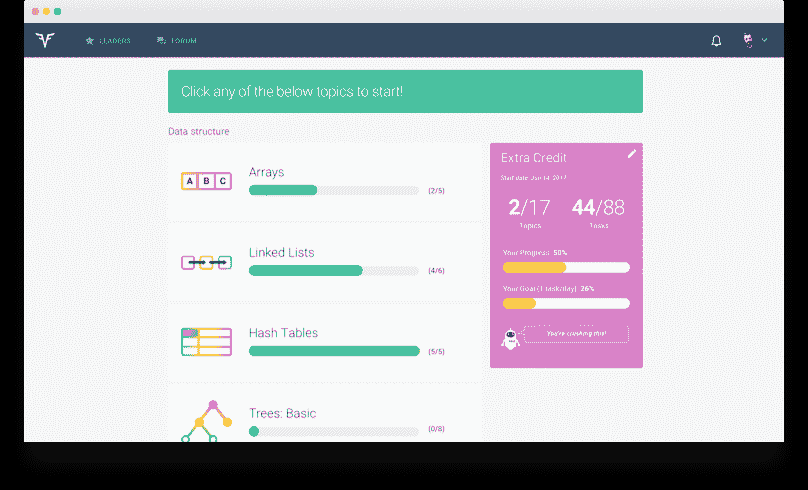 LEADERS
FORUM
Click any of the below topics to start!
Data structure
A B C
Arrays
(2/5)
Linked Lists
(4/6)
Hash Tables
(5/5)
Trees: Basic
(0/8)
Extra Credit
Start date: Jan 14, 2017
2/17
Topics
44/88
Tasks
Your Progress: 50%
Your Goal (1 task/day): 26%
You're crushing this!